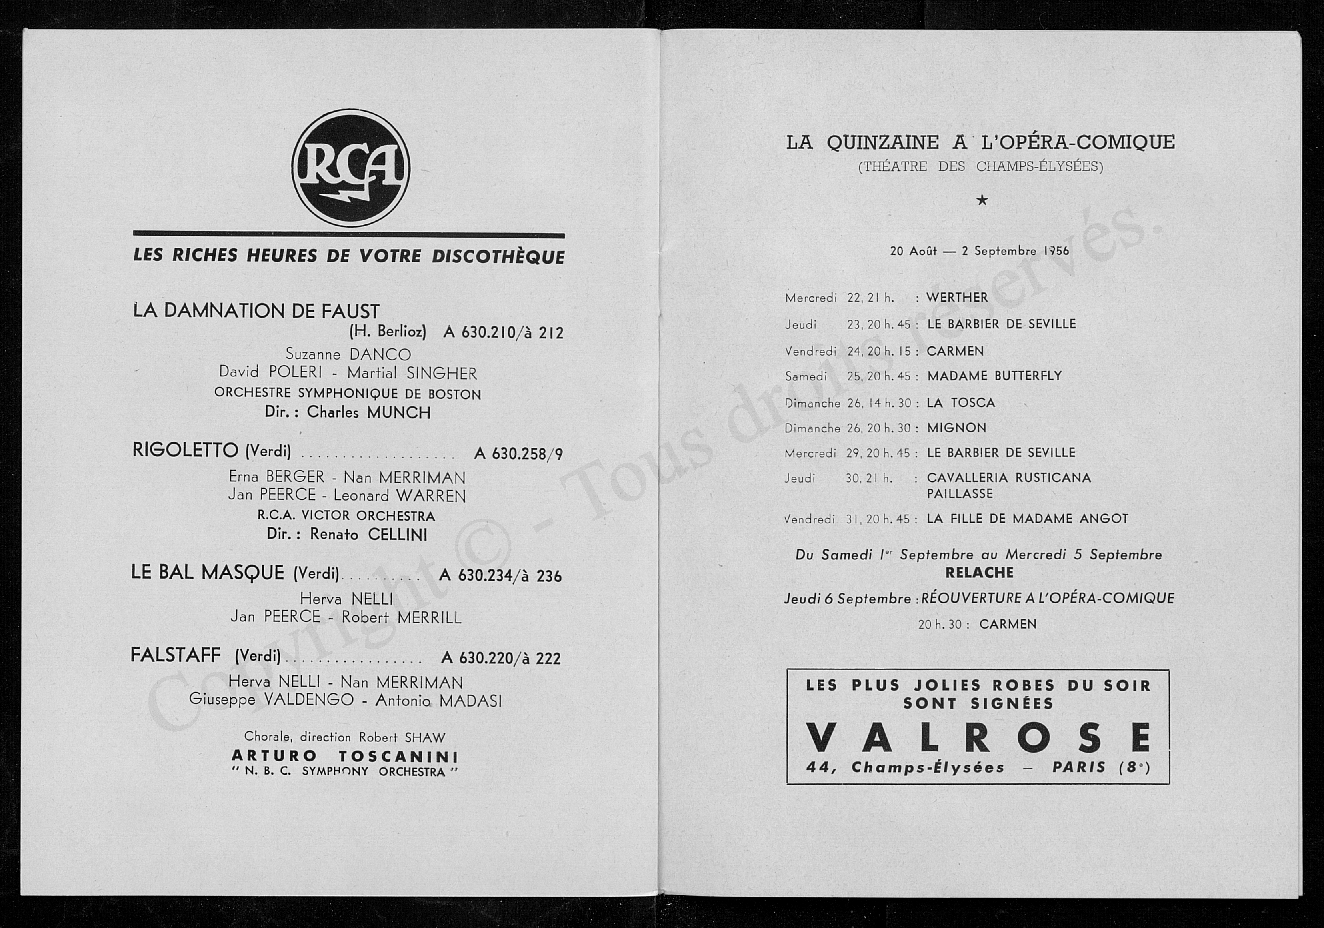 RCA
LES RICHES HEURES DE VOTRE DISCOTHÈQUE
LA DAMNATION DE FAUST
(H. Berlioz) A 630.210/à 212
Suzanne DANCO
David POLERI - Martial SINGHER
ORCHESTRE SYMPHONIQUE DE BOSTON
Dir. : Charles MUNCH
RIGOLETTO (Verdi) ................... A 630.258/9
Erna BERGER - Nan MERRIMAN
Jan PEERCE - Leonard WARREN
R.C.A. VICTOR ORCHESTRA
Dir. : Renato CELLINI
LE BAL MASQUE (Verdi).......... A 630.234/à 236
Herva NELLI
Jan PEERCE - Robert MERRILL
FALSTAFF (Verdi)................. A 630.220/à 222
Herva NELLI - Nan MERRIMAN
Giuseppe VALDENGO - Antonio MADASI
Chorale, direction Robert SHAW
ARTURO TOSCANINI
" N. B. C. SYMPHONY ORCHESTRA "
LA QUINZAINE A L'OPÉRA-COMIQUE
(THÉATRE DES CHAMPS-ÉLYSÉES)
★
20 Août — 2 Septembre 1956
Mercredi 22, 21 h. : WERTHER
Jeudi 23, 20 h. 45 : LE BARBIER DE SEVILLE
Vendredi 24, 20 h. 15 : CARMEN
Samedi 25, 20 h. 45 : MADAME BUTTERFLY
Dimanche 26, 14 h. 30 : LA TOSCA
Dimanche 26, 20 h. 30 : MIGNON
Mercredi 29, 20 h. 45 : LE BARBIER DE SEVILLE
Jeudi 30, 21 h. : CAVALLERIA RUSTICANA
PAILLASSE
Vendredi 31, 20 h. 45 : LA FILLE DE MADAME ANGOT
Du Samedi 1er Septembre au Mercredi 5 Septembre
RELACHE
Jeudi 6 Septembre : RÉOUVERTURE A L'OPÉRA-COMIQUE
20 h. 30 : CARMEN
LES PLUS JOLIES ROBES DU SOIR
SONT SIGNÉES
VALROSE
44, Champs-Élysées — PARIS (8e)
Copyright © - Tous droits réservés.